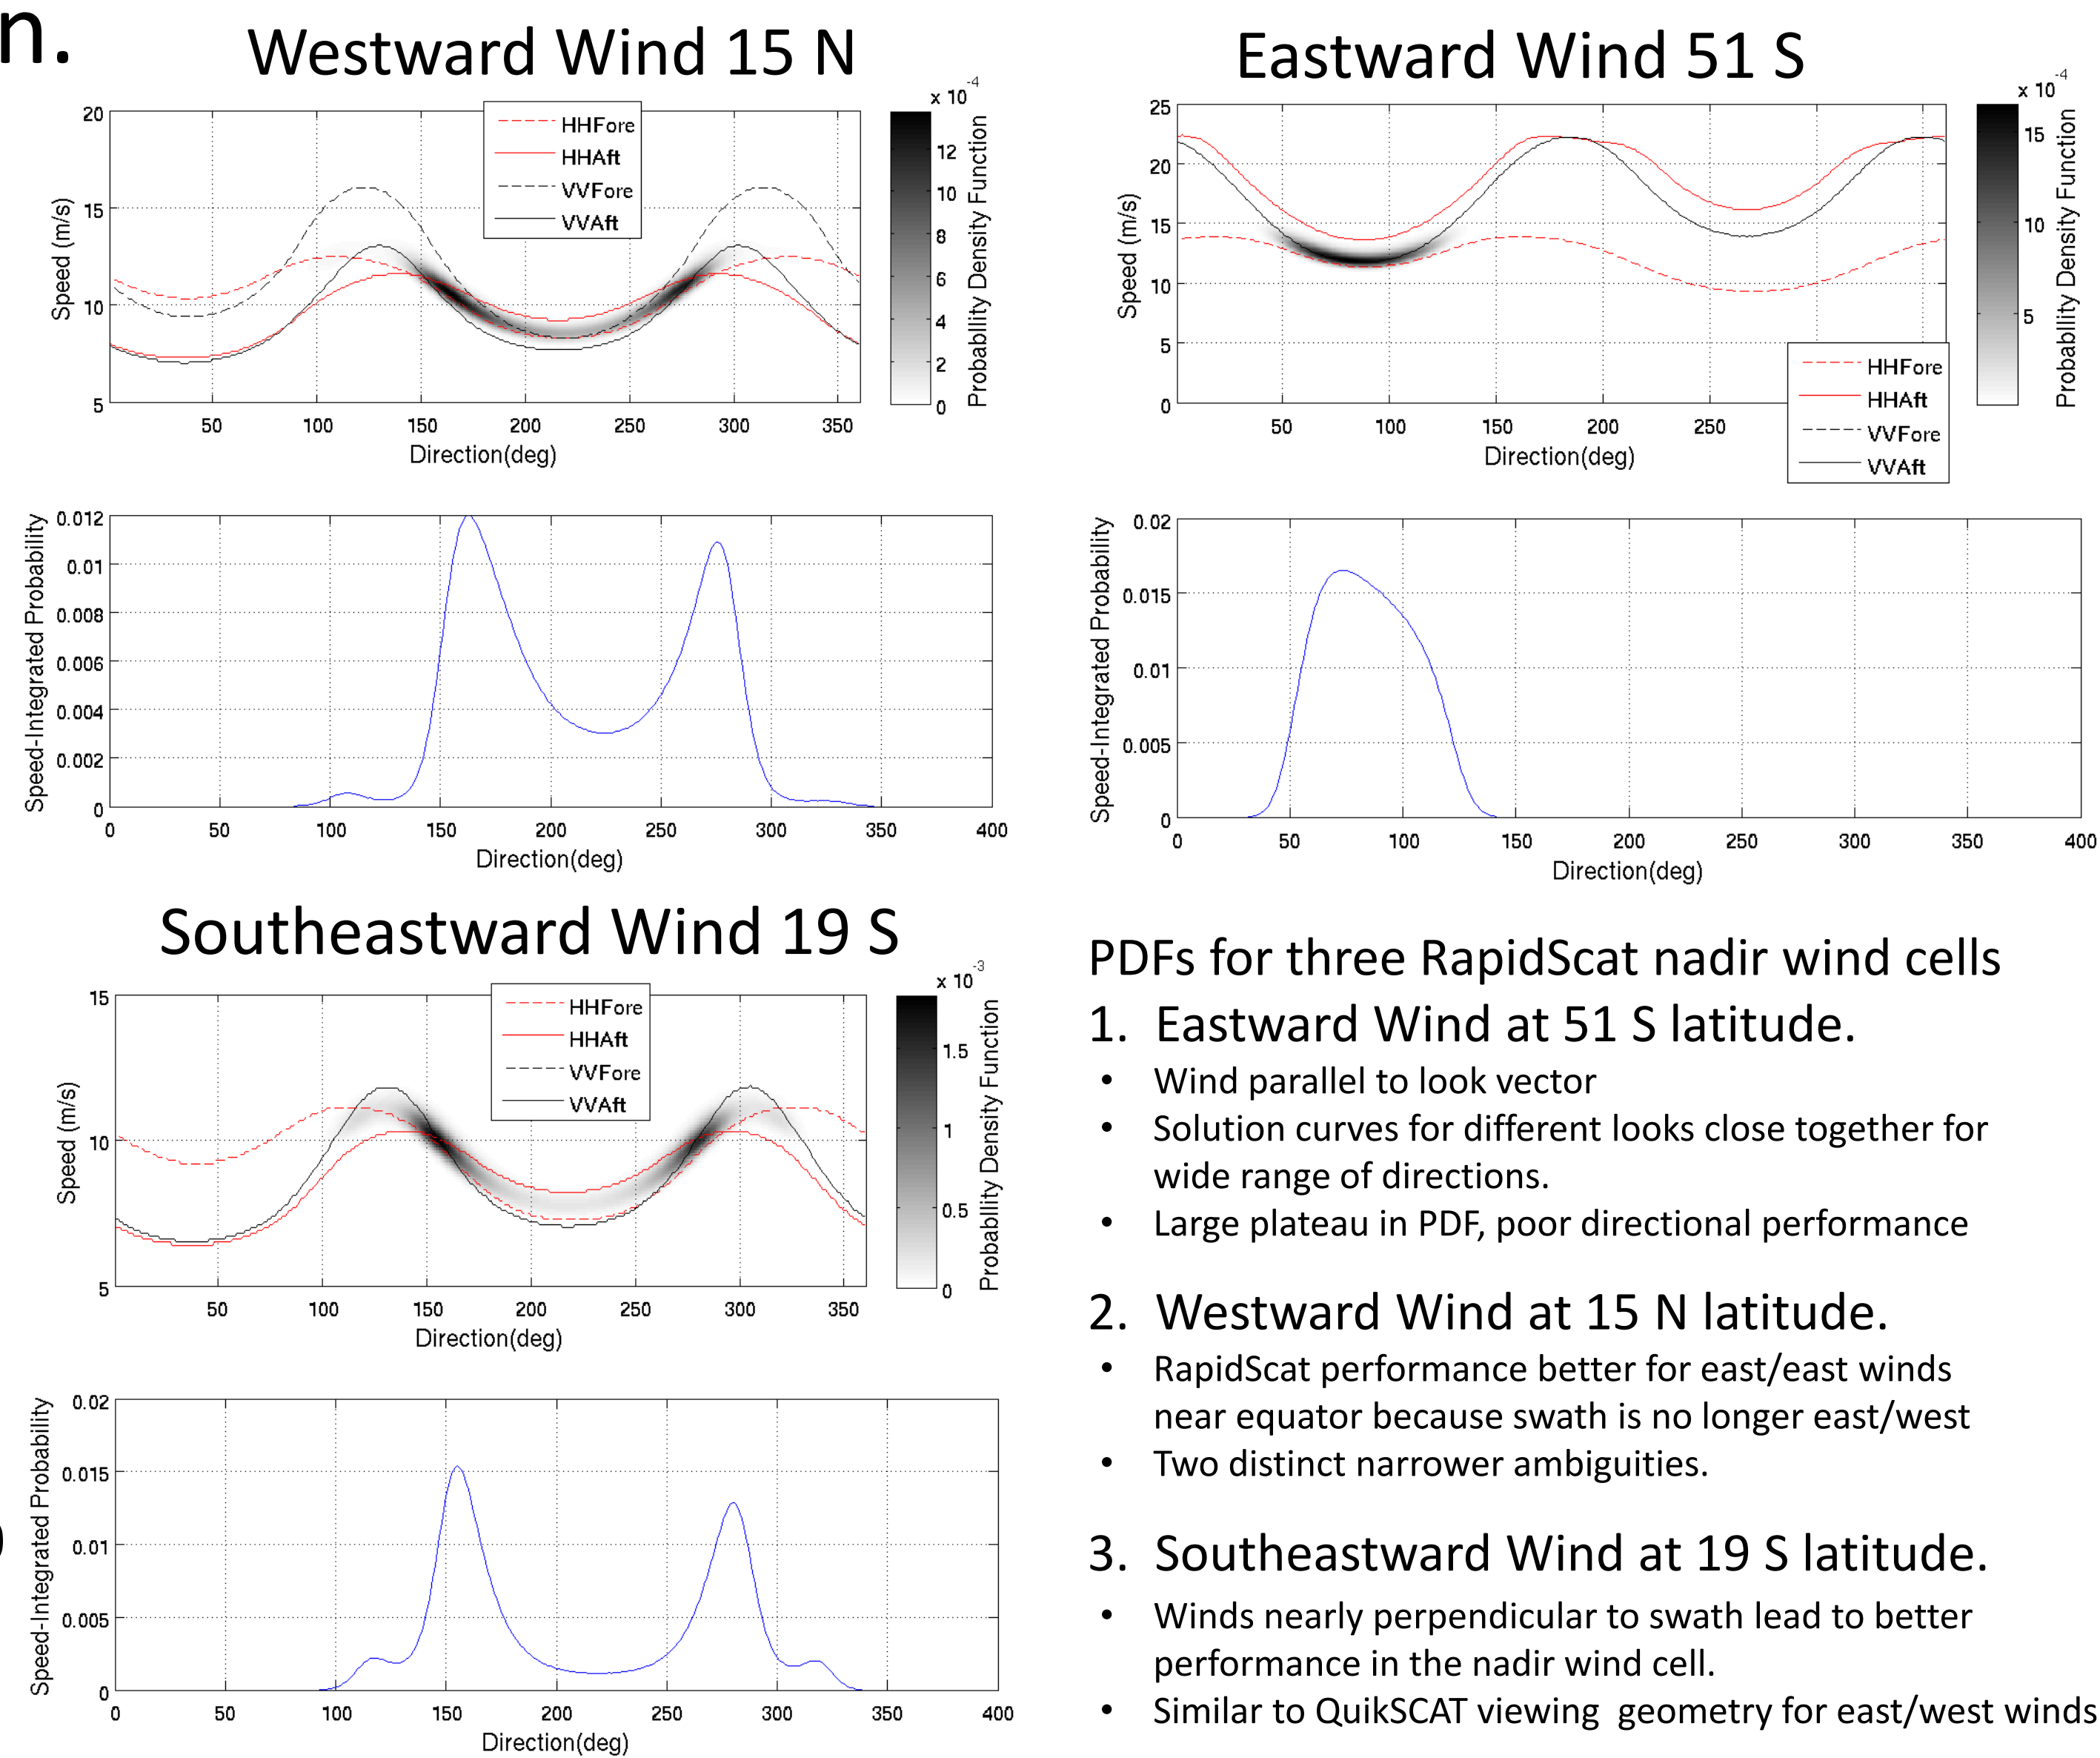 n.
Westward Wind 15 N
x 10-4
20
15
10
5
Speed (m/s)
HHFore
HHAft
VVFore
VVAft
50 100 150 200 250 300 350
Direction(deg)
12
10
8
6
4
2
0
Probability Density Function
0.012
0.01
0.008
0.006
0.004
0.002
0
Speed-Integrated Probability
0 50 100 150 200 250 300 350 400
Direction(deg)
Eastward Wind 51 S
x 10-4
25
20
15
10
5
0
Speed (m/s)
50 100 150 200 250
Direction(deg)
HHFore
HHAft
VVFore
VVAft
15
10
5
Probability Density Function
0.02
0.015
0.01
0.005
0
Speed-Integrated Probability
0 50 100 150 200 250 300 350 400
Direction(deg)
Southeastward Wind 19 S
x 10-3
15
10
5
Speed (m/s)
HHFore
HHAft
VVFore
VVAft
50 100 150 200 250 300 350
Direction(deg)
1.5
1
0.5
0
Probability Density Function
0.02
0.015
0.01
0.005
0
Speed-Integrated Probability
0 50 100 150 200 250 300 350 400
Direction(deg)
PDFs for three RapidScat nadir wind cells
1. Eastward Wind at 51 S latitude.
• Wind parallel to look vector
• Solution curves for different looks close together for
wide range of directions.
• Large plateau in PDF, poor directional performance
2. Westward Wind at 15 N latitude.
• RapidScat performance better for east/east winds
near equator because swath is no longer east/west
• Two distinct narrower ambiguities.
3. Southeastward Wind at 19 S latitude.
• Winds nearly perpendicular to swath lead to better
performance in the nadir wind cell.
• Similar to QuikSCAT viewing geometry for east/west winds